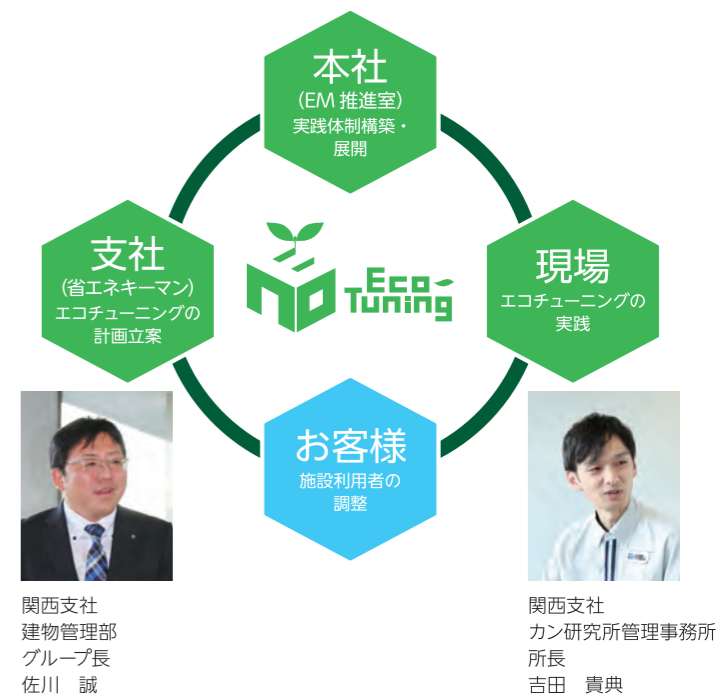 本社
(EM 推進室)
実践体制構築・
展開
支社
(省エネキーマン)
エコチューニングの
計画立案
Eco
Tuning
現場
エコチューニングの
実践
お客様
施設利用者の
調整
関西支社
建物管理部
グループ長
佐川　誠
関西支社
カン研究所管理事務所
所長
吉田　貴典